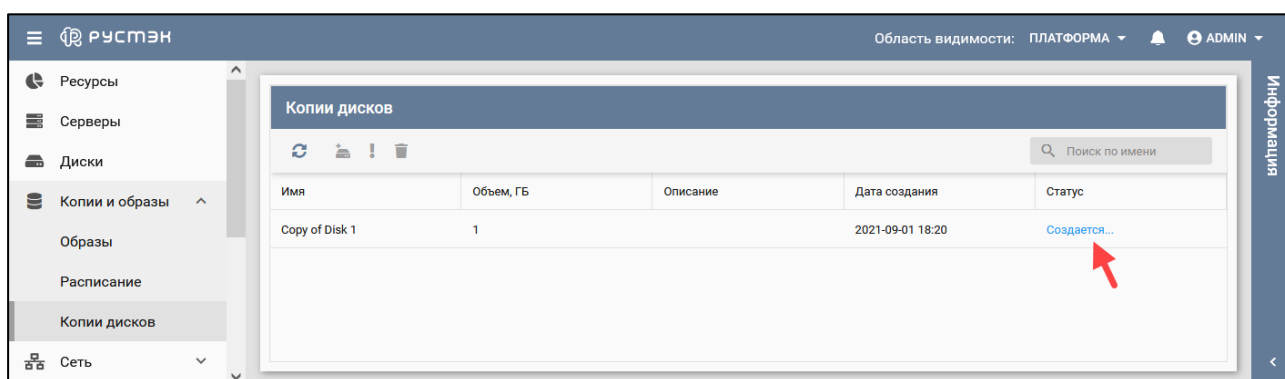 РУСТЭК
Область видимости: ПЛАТФОРМА ADMIN
Ресурсы
Серверы
Диски
Копии и образы
Образы
Расписание
Копии дисков
Сеть
Копии дисков
Поиск по имени
Имя Объем, ГБ Описание Дата создания Статус
Copy of Disk 1 1 2021-09-01 18:20 Создается...
Информация